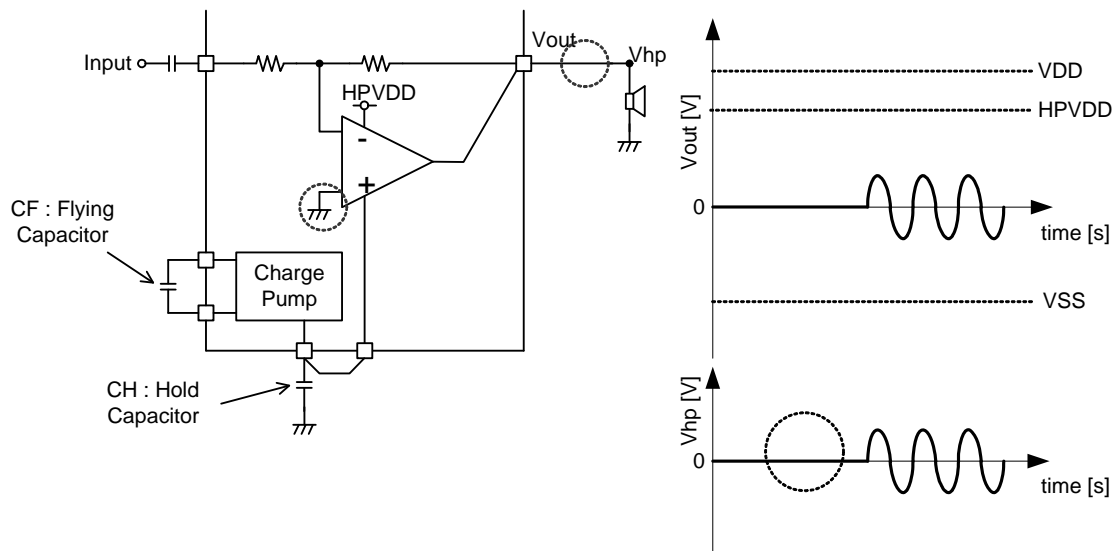 Input
Vout
Vhp
HPVDD
-
+
CF : Flying
Capacitor
Charge
Pump
CH : Hold
Capacitor
Vout [V]
VDD
HPVDD
0
time [s]
VSS
Vhp [V]
0
time [s]